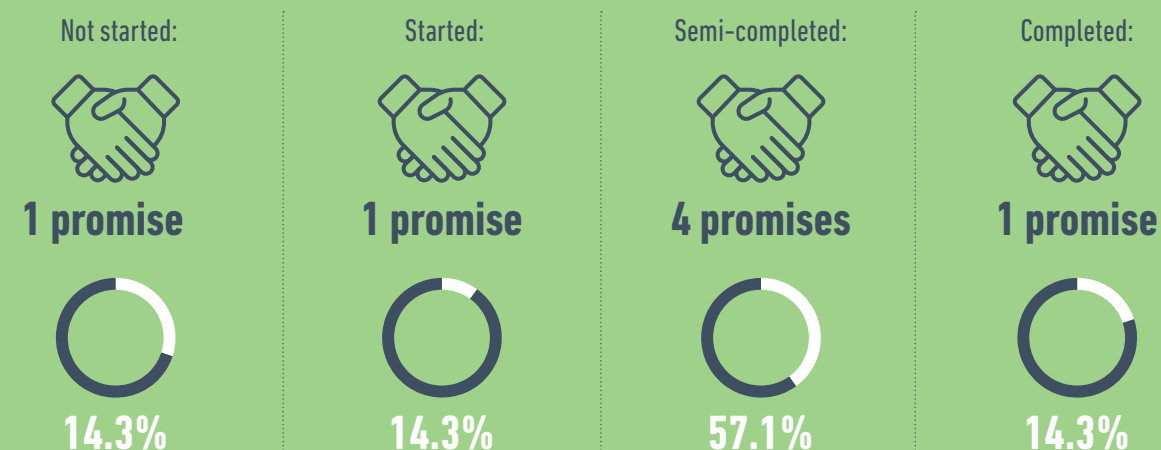 Not started:
1 promise
14.3%
Started:
1 promise
14.3%
Semi-completed:
4 promises
57.1%
Completed:
1 promise
14.3%